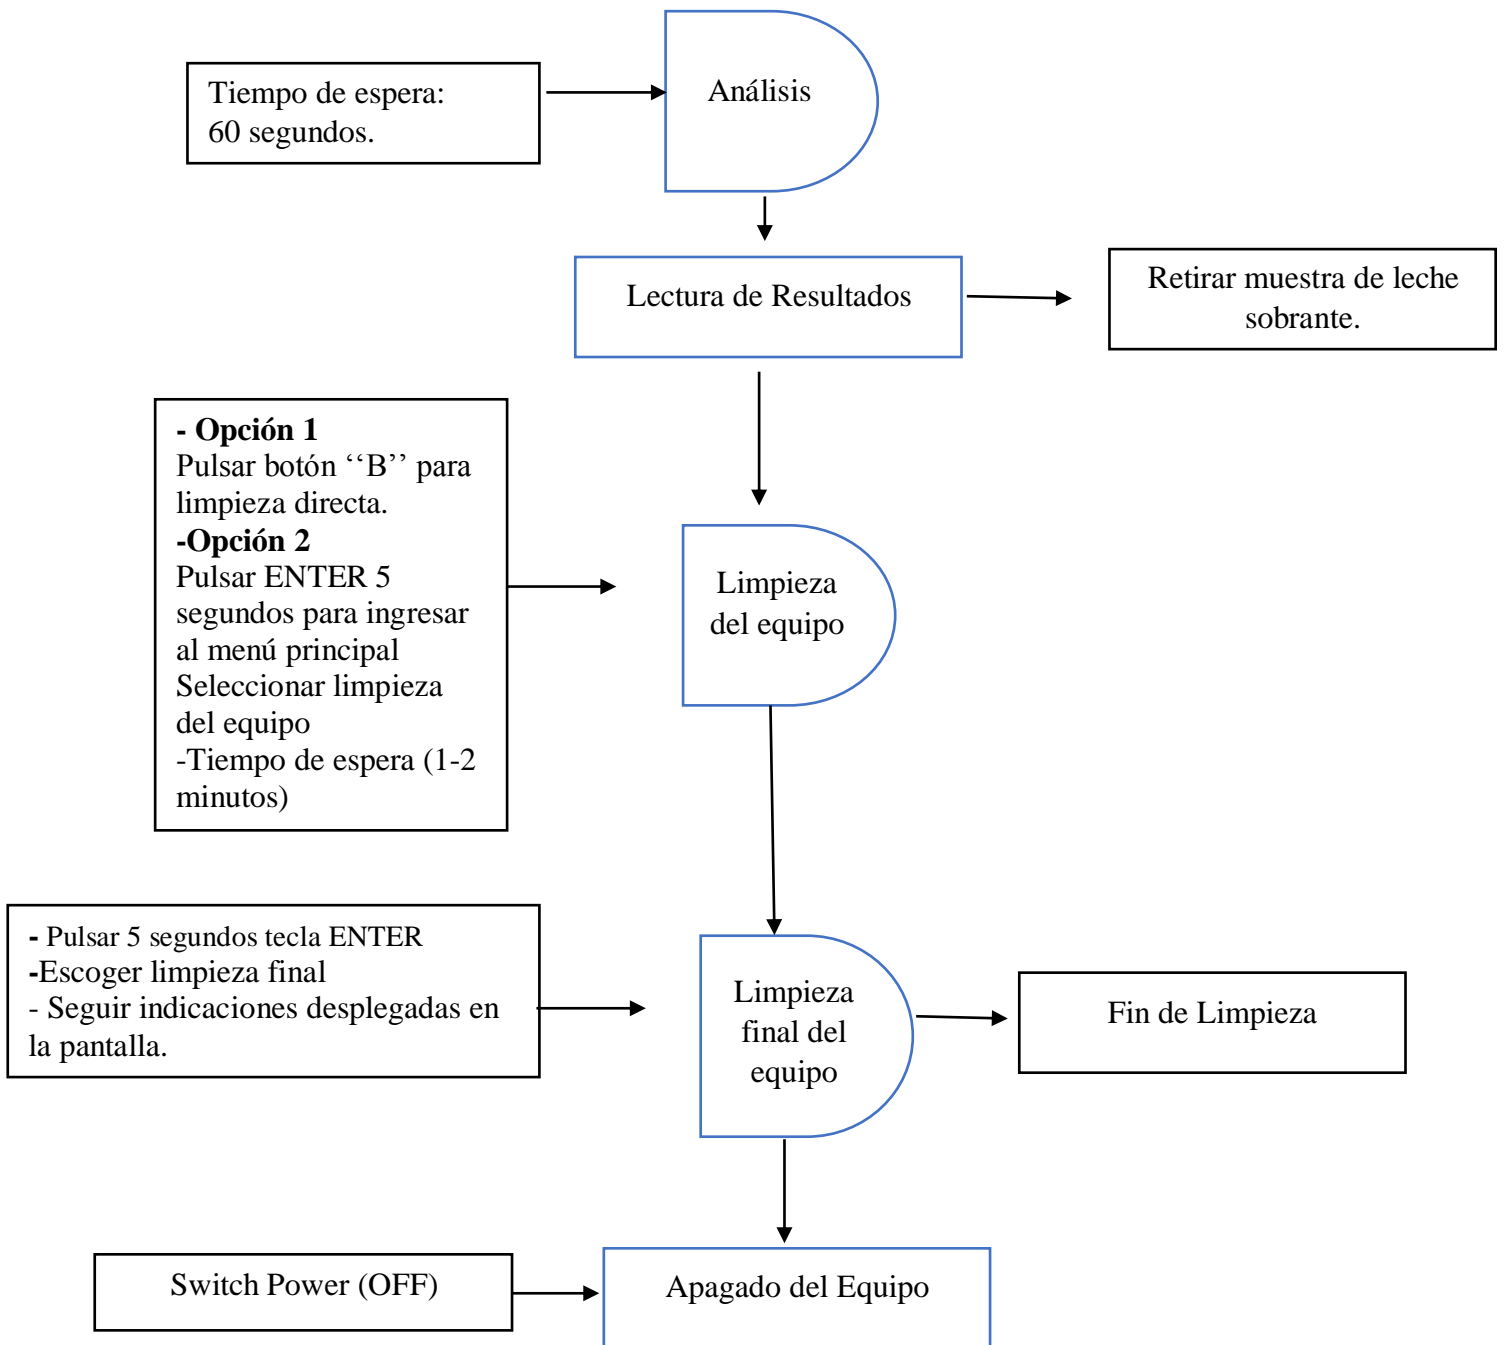 Análisis
Tiempo de espera:
60 segundos.
Lectura de Resultados
Retirar muestra de leche
sobrante.
- Opción 1
Pulsar botón ‘‘B’’ para
limpieza directa.
-Opción 2
Pulsar ENTER 5
segundos para ingresar
al menú principal
Seleccionar limpieza
del equipo
-Tiempo de espera (1-2
minutos)
Limpieza
del equipo
- Pulsar 5 segundos tecla ENTER
-Escoger limpieza final
- Seguir indicaciones desplegadas en
la pantalla.
Limpieza
final del
equipo
Fin de Limpieza
Switch Power (OFF)
Apagado del Equipo